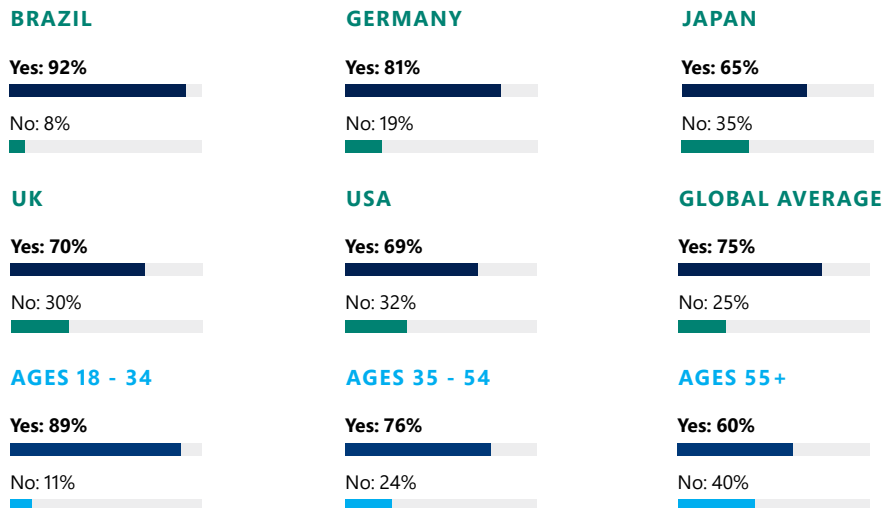 BRAZIL
Yes: 92%
No: 8%
GERMANY
Yes: 81%
No: 19%
JAPAN
Yes: 65%
No: 35%
UK
Yes: 70%
No: 30%
USA
Yes: 69%
No: 32%
GLOBAL AVERAGE
Yes: 75%
No: 25%
AGES 18 - 34
Yes: 89%
No: 11%
AGES 35 - 54
Yes: 76%
No: 24%
AGES 55+
Yes: 60%
No: 40%